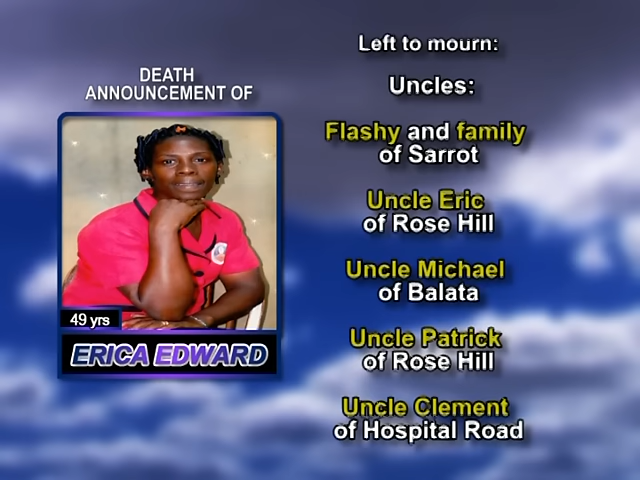 DEATH
ANNOUNCEMENT OF
49 yrs
ERICA EDWARD
Left to mourn:
Uncles:
Flashy and family
of Sarrot
Uncle Eric
of Rose Hill
Uncle Michael
of Balata
Uncle Patrick
of Rose Hill
Uncle Clement
of Hospital Road